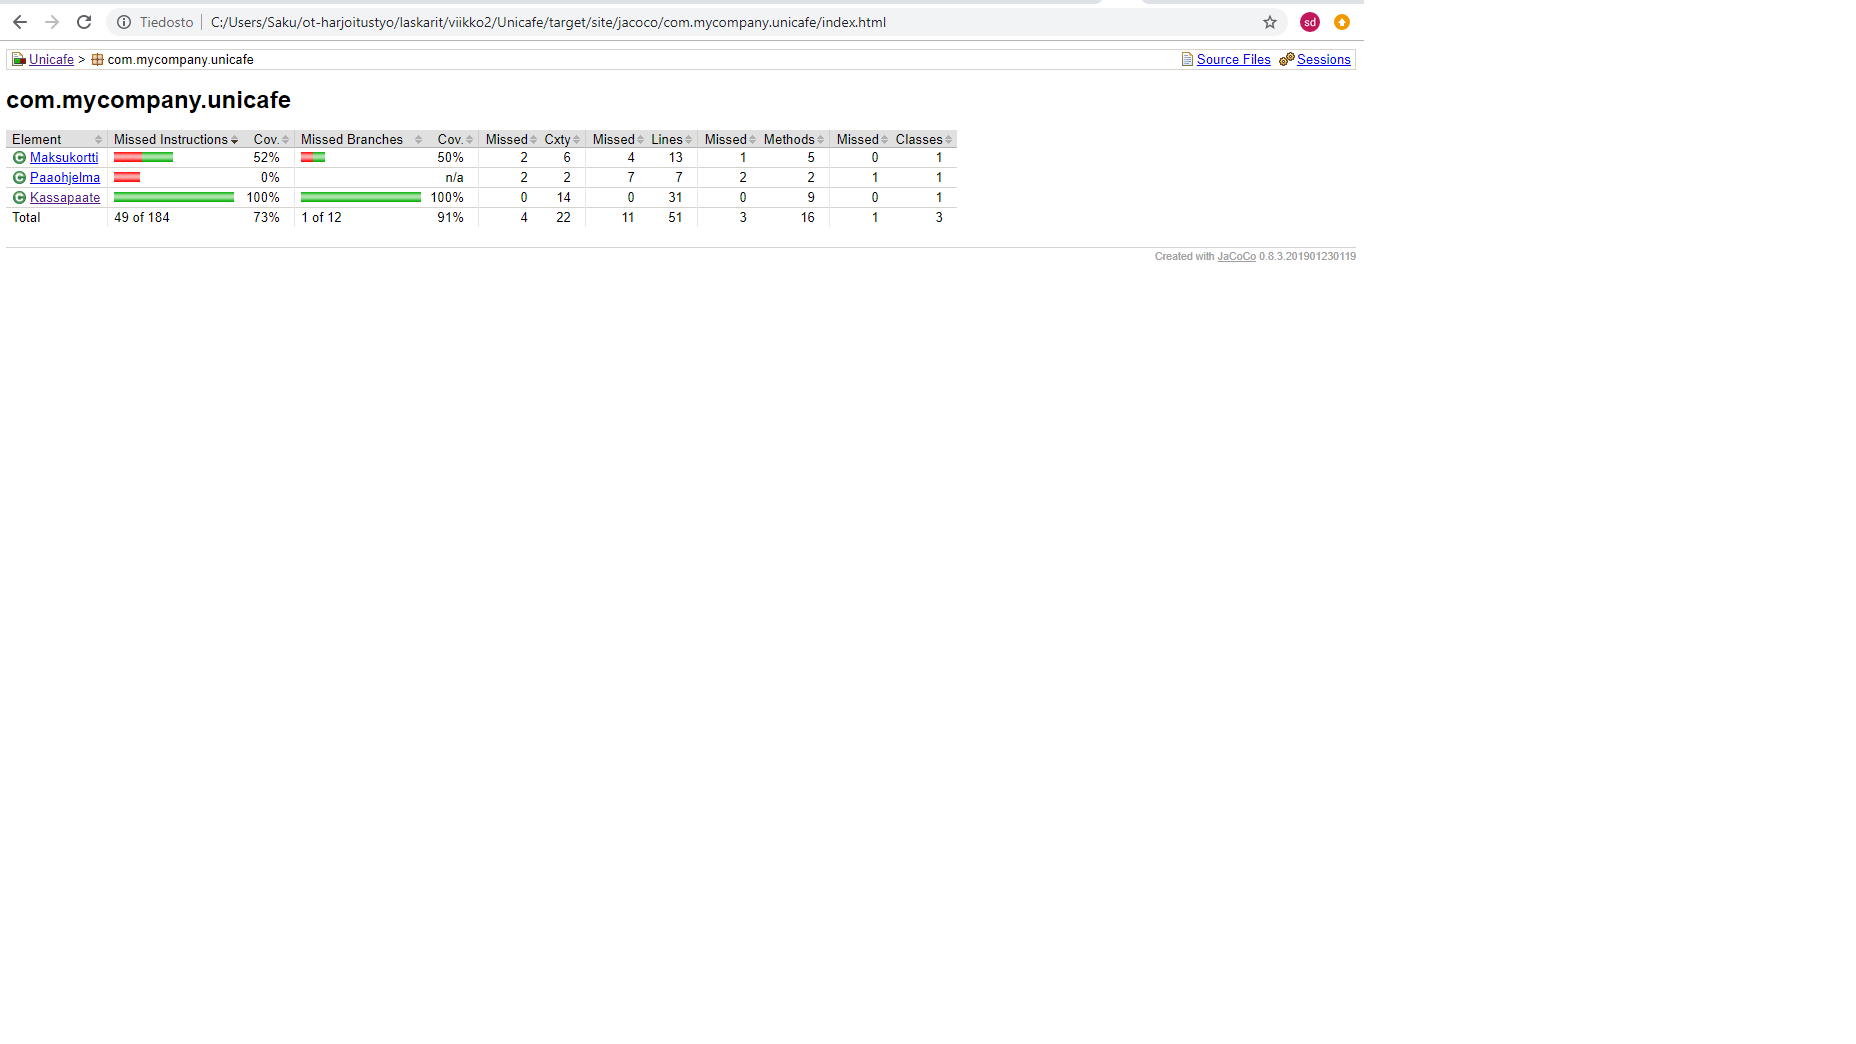 Tiedosto C:/Users/Saku/ot-harjoitustyo/laskarit/viikko2/Unicafe/target/site/jacoco/com.mycompany.unicafe/index.html sd
Unicafe > com.mycompany.unicafe Source Files Sessions
com.mycompany.unicafe
Element Missed Instructions Cov. Missed Branches Cov. Missed Cxty Missed Lines Missed Methods Missed Classes
Maksukortti 52% 50% 2 6 4 13 1 5 0 1
Paaohjelma 0% n/a 2 2 7 7 2 2 1 1
Kassapaate 100% 100% 0 14 0 31 0 9 0 1
Total 49 of 184 73% 1 of 12 91% 4 22 11 51 3 16 1 3
Created with JaCoCo 0.8.3.201901230119